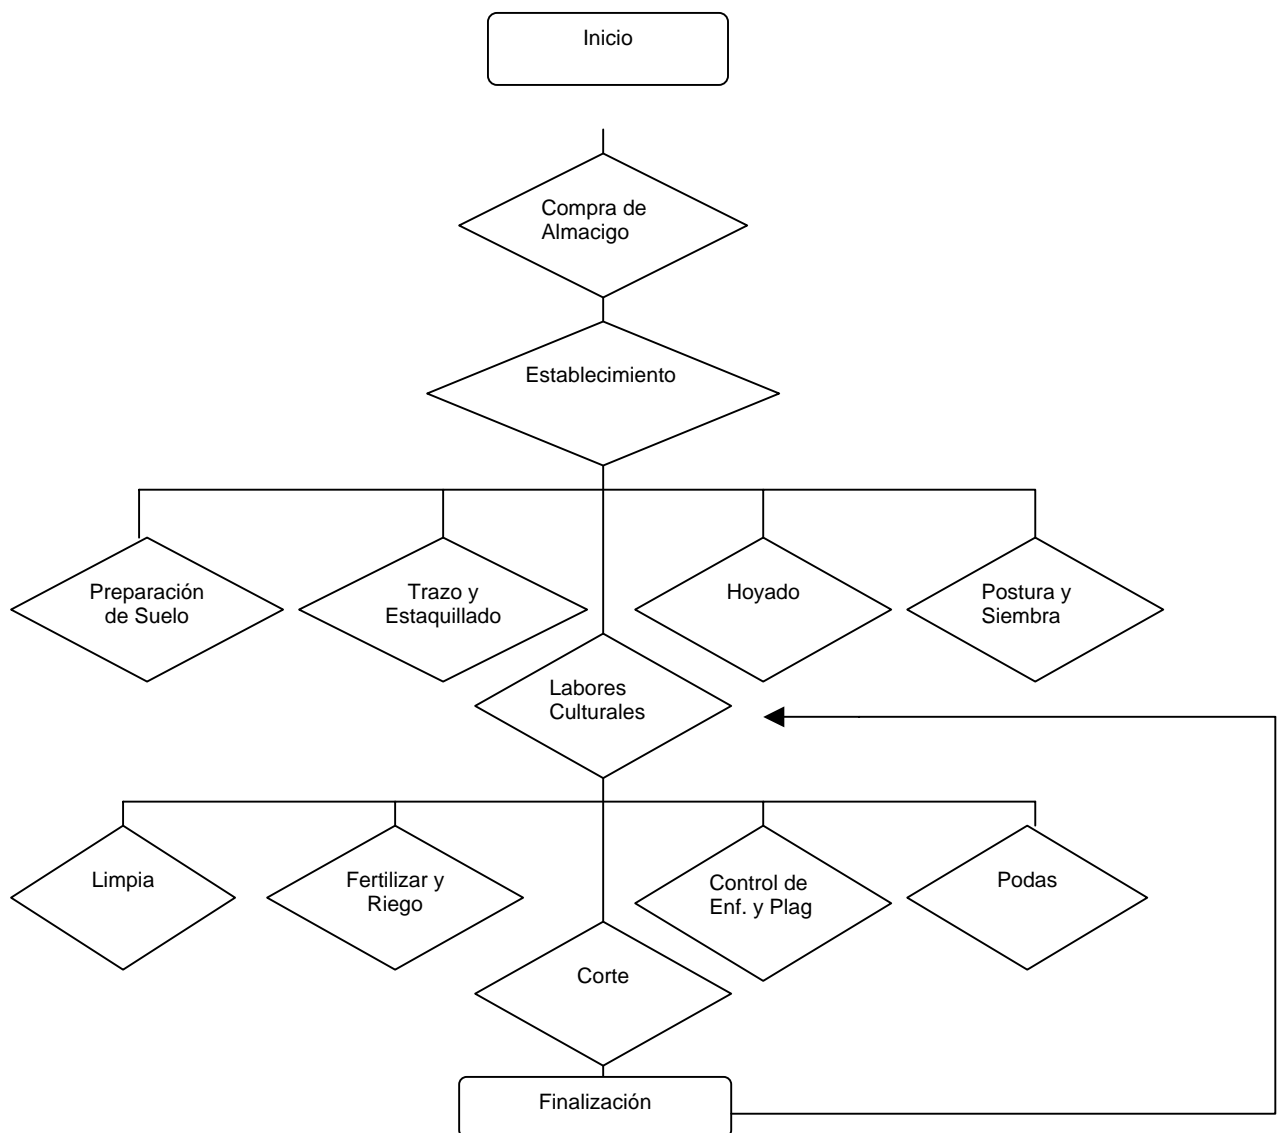 Inicio
Compra de
Almacigo
Establecimiento
Preparación
de Suelo
Trazo y
Estaquillado
Hoyado
Postura y
Siembra
Labores
Culturales
Limpia
Fertilizar y
Riego
Control de
Enf. y Plag
Podas
Corte
Finalización